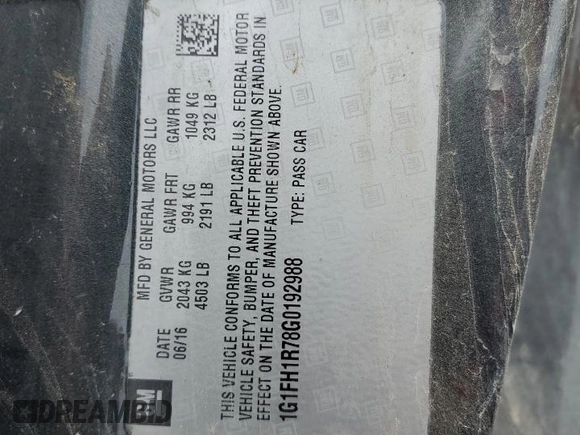 GM
MFD BY GENERAL MOTORS LLC
DATE GVWR GAWR FRT GAWR RR
06/16 2043 KG 994 KG 1049 KG
4503 LB 2191 LB 2312 LB
THIS VEHICLE CONFORMS TO ALL APPLICABLE U.S. FEDERAL MOTOR
VEHICLE SAFETY, BUMPER, AND THEFT PREVENTION STANDARDS IN
EFFECT ON THE DATE OF MANUFACTURE SHOWN ABOVE.
1G1FH1R78G0192988 TYPE: PASS CAR
DREAMBID